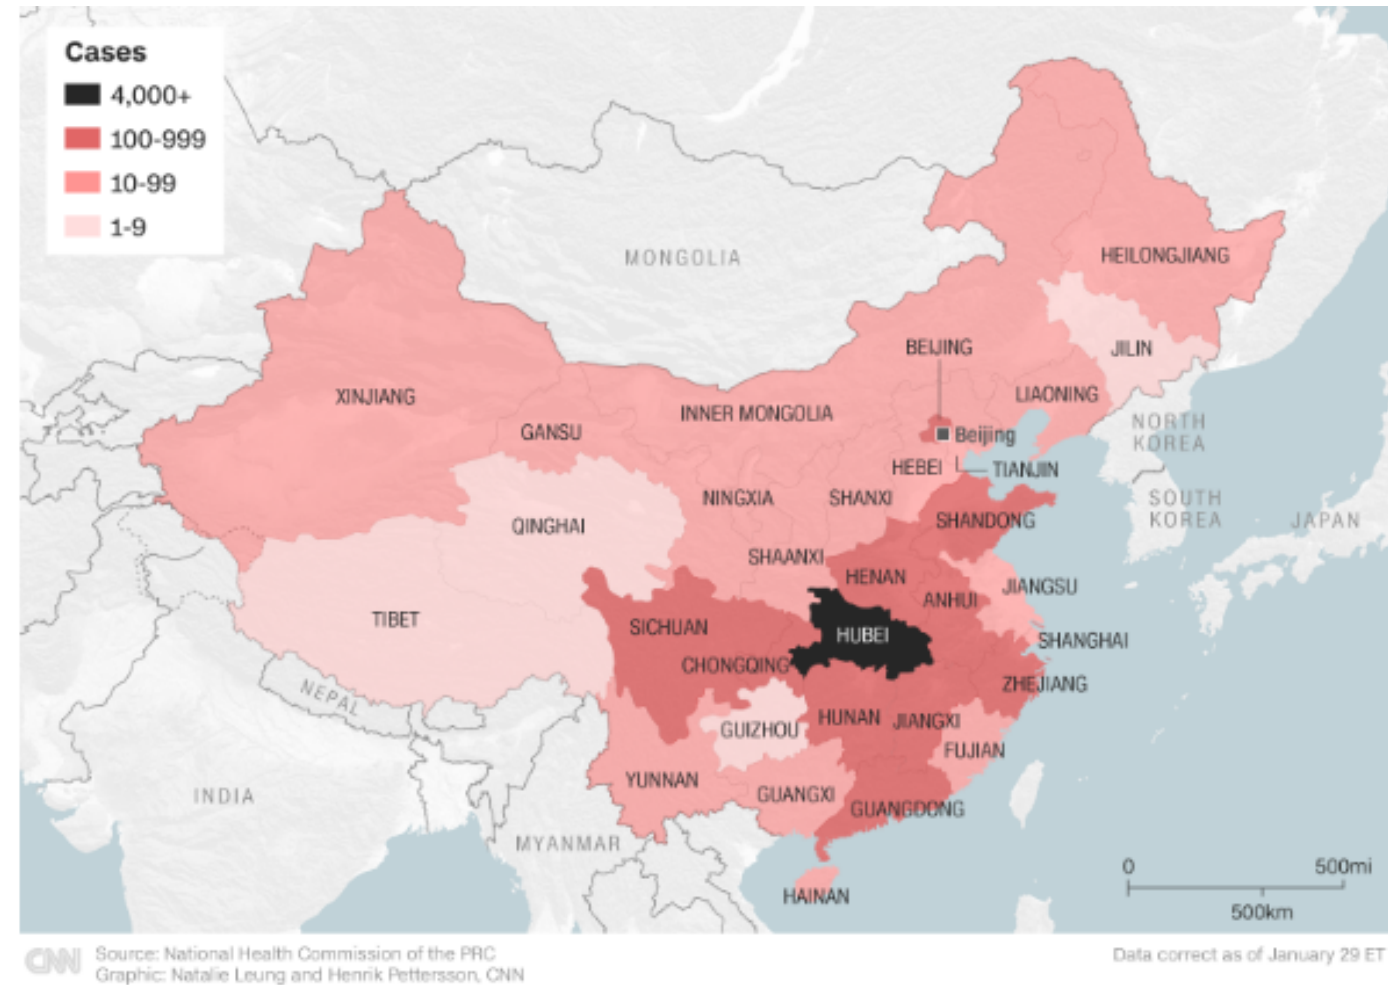 Cases
4,000+
100-999
10-99
1-9
MONGOLIA
HEILONGJIANG
BEIJING
JILIN
XINJIANG
INNER MONGOLIA
LIAONING
GANSU
Beijing
NORTH
KOREA
HEBEI
TIANJIN
NINGXIA
SHANXI
QINGHAI
SHANDONG
SOUTH
KOREA
JAPAN
SHAANXI
HENAN
JIANGSU
ANHUI
TIBET
SICHUAN
HUBEI
SHANGHAI
CHONGQING
ZHEJIANG
NEPAL
GUIZHOU
HUNAN
JIANGXI
FUJIAN
YUNNAN
INDIA
GUANGXI
GUANGDONG
MYANMAR
HAINAN
0
500mi
500km
CNN
Source: National Health Commission of the PRC
Graphic: Natalie Leung and Henrik Pettersson, CNN
Data correct as of January 29 ET